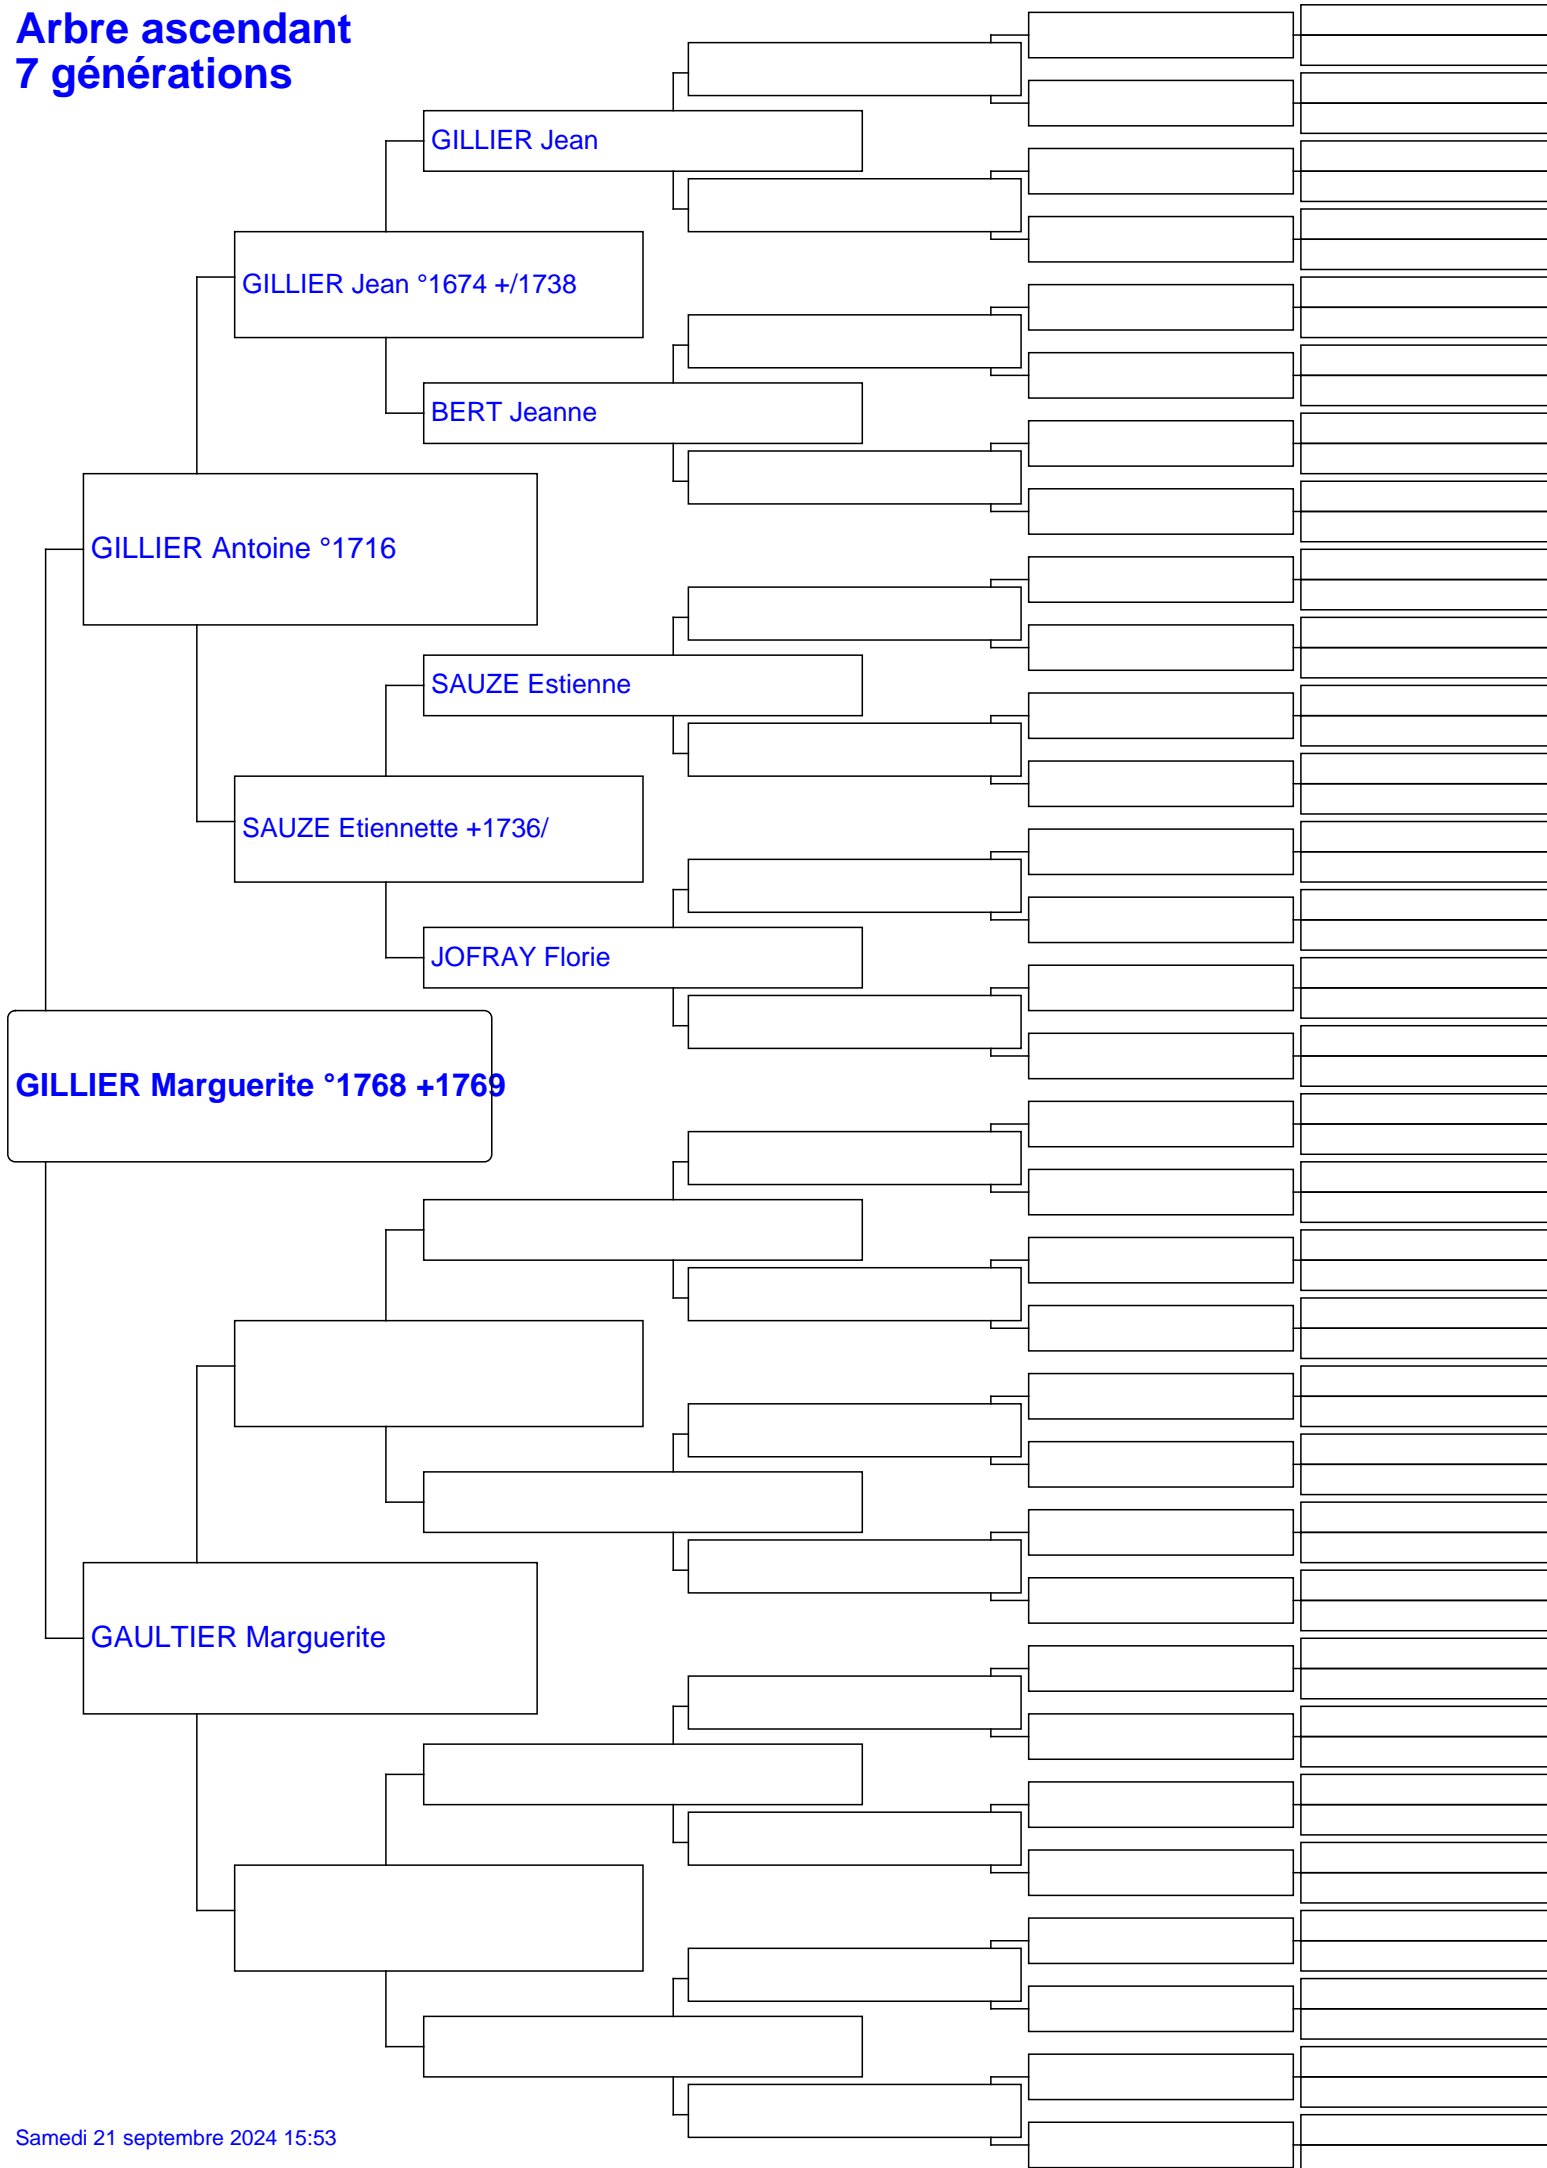 Arbre ascendant
7 générations
GILLIER Jean
GILLIER Jean °1674 +/1738
BERT Jeanne
GILLIER Antoine °1716
SAUZE Estienne
SAUZE Etiennette +1736/
JOFRAY Florie
GILLIER Marguerite °1768 +1769
GAULTIER Marguerite
Samedi 21 septembre 2024 15:53